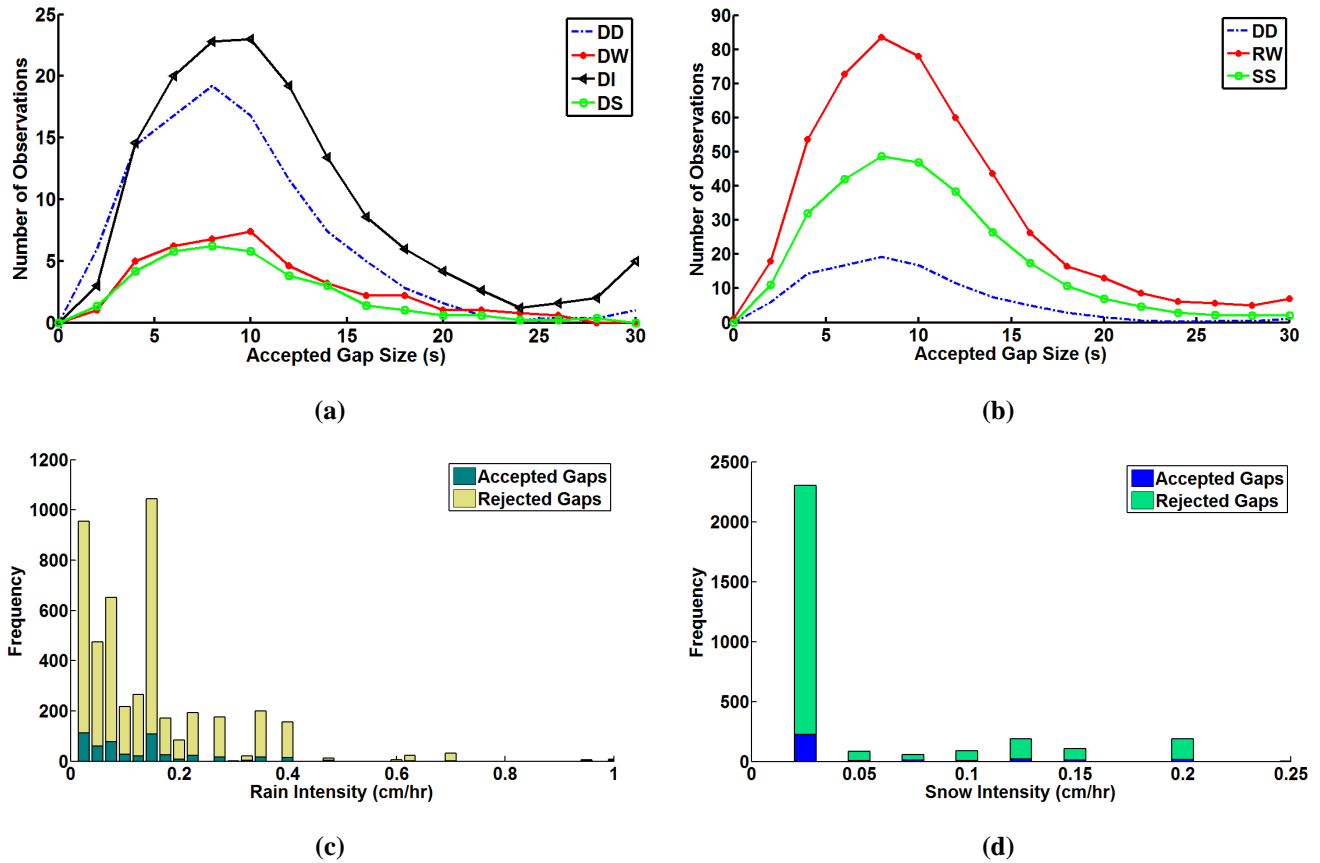 25
20
15
10
5
0
Number of Observations
DD
DW
DI
DS
0 5 10 15 20 25 30
Accepted Gap Size (s)
(a)
90
80
70
60
50
40
30
20
10
0
Number of Observations
DD
RW
SS
0 5 10 15 20 25 30
Accepted Gap Size (s)
(b)
1200
1000
800
600
400
200
0
Frequency
Accepted Gaps
Rejected Gaps
0 0.2 0.4 0.6 0.8 1
Rain Intensity (cm/hr)
(c)
2500
2000
1500
1000
500
0
Frequency
Accepted Gaps
Rejected Gaps
0 0.05 0.1 0.15 0.2 0.25
Snow Intensity (cm/hr)
(d)